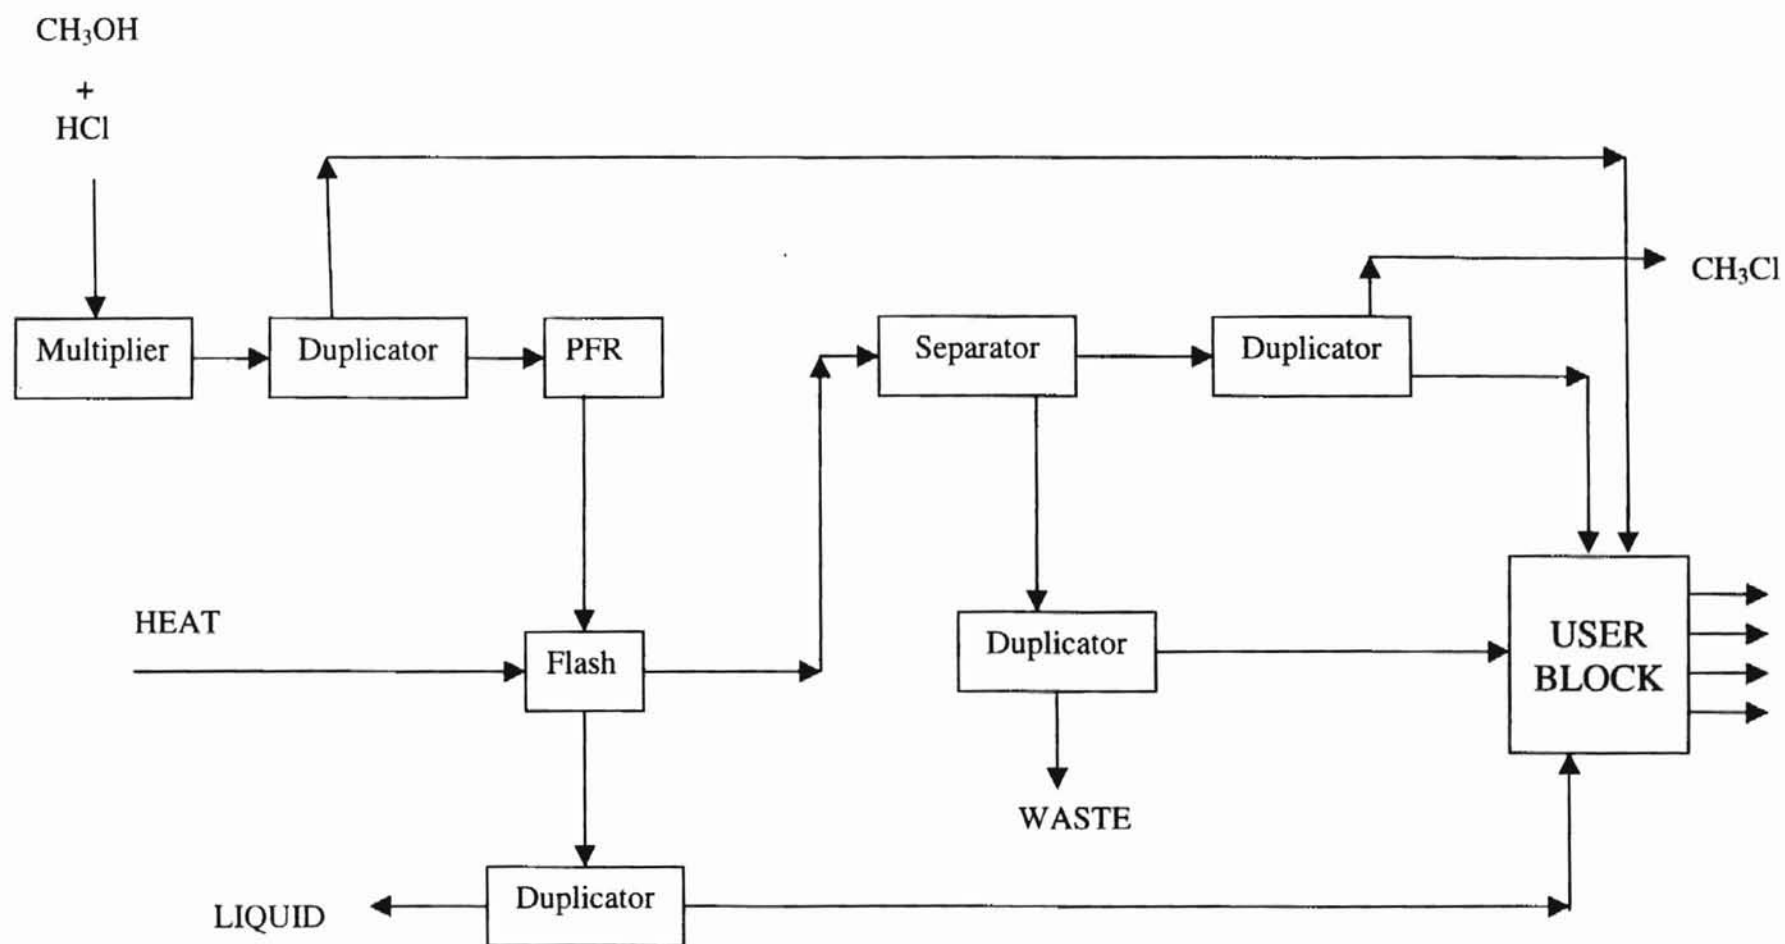 CH₃OH
+
HCl
CH₃Cl
Multiplier
Duplicator
PFR
Separator
Duplicator
HEAT
Flash
Duplicator
USER
BLOCK
WASTE
LIQUID
Duplicator